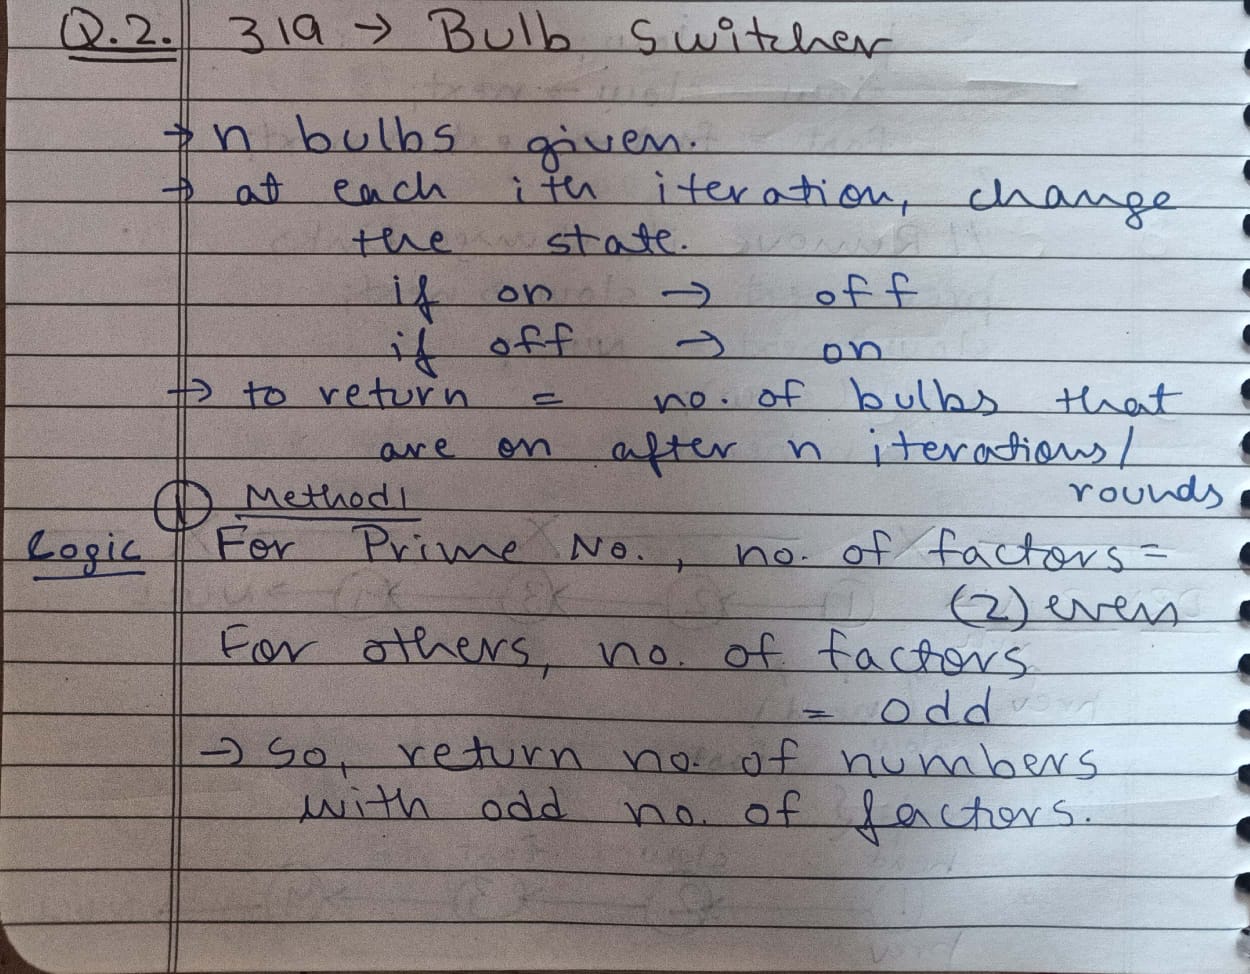 Q.2. 319 → Bulb Switcher
→ n bulbs given.
→ at each ith iteration, change
the state.
if on → off
if off → on
→ to return = no. of bulbs that
are on after n iterations/
rounds
① Method1
Logic For Prime No., no. of factors =
(2) even
For others, no. of factors
= odd
→ So, return no. of numbers
with odd no. of factors.